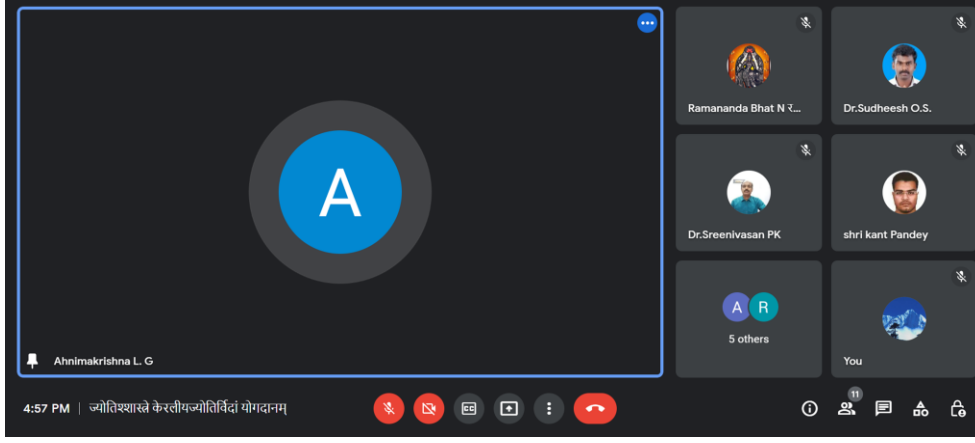 A
Ahnimakrishna L. G
Ramananda Bhat N र...
Dr.Sudheesh O.S.
Dr.Sreenivasan PK
shri kant Pandey
A R
5 others
You
4:57 PM | ज्योतिश्शास्त्रे केरलीयज्योतिर्विदां योगदानम्
CC
11